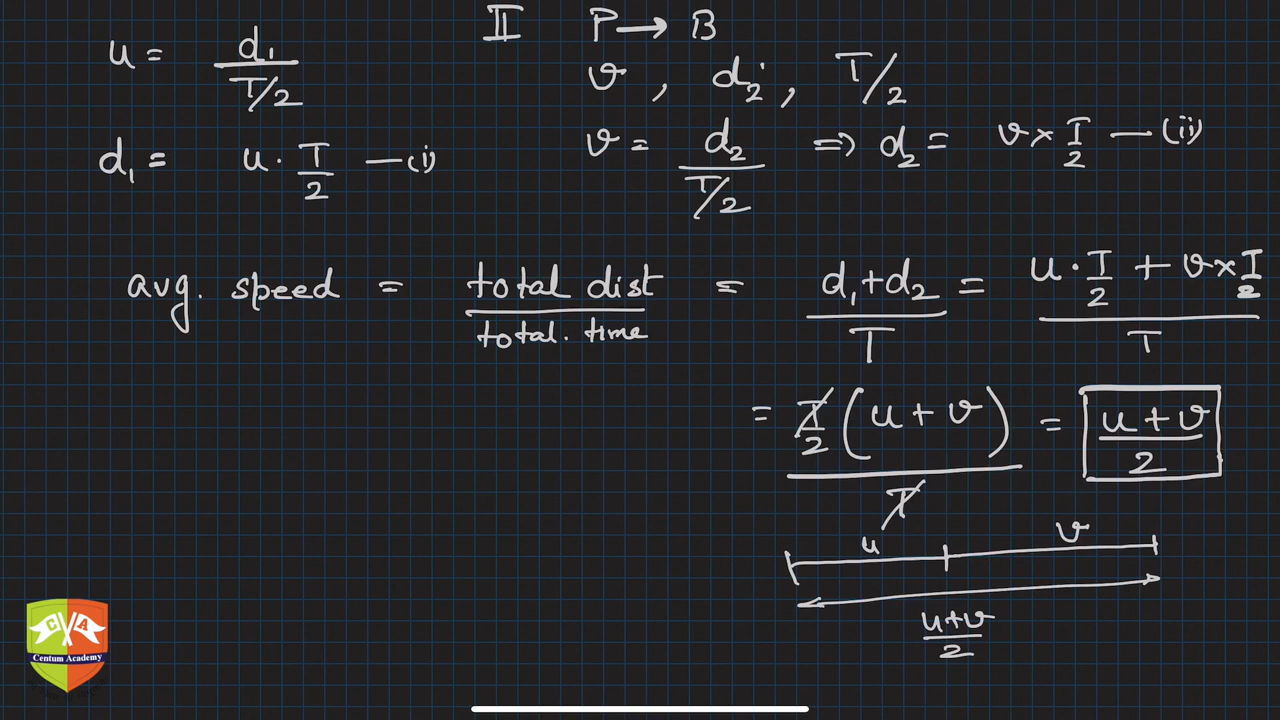 II P → B
u = d₁ / T/2
v , d₂ , T/2
v = d₂ / T/2 ⇒ d₂ = v × T/2 — (ii)
d₁ = u · T/2 — (i)
avg. speed = total dist / total. time = d₁+d₂ / T = u · T/2 + v × T/2 / T
= T/2 (u + v) / T = u + v / 2
u v
u+v / 2
C A
Centum Academy